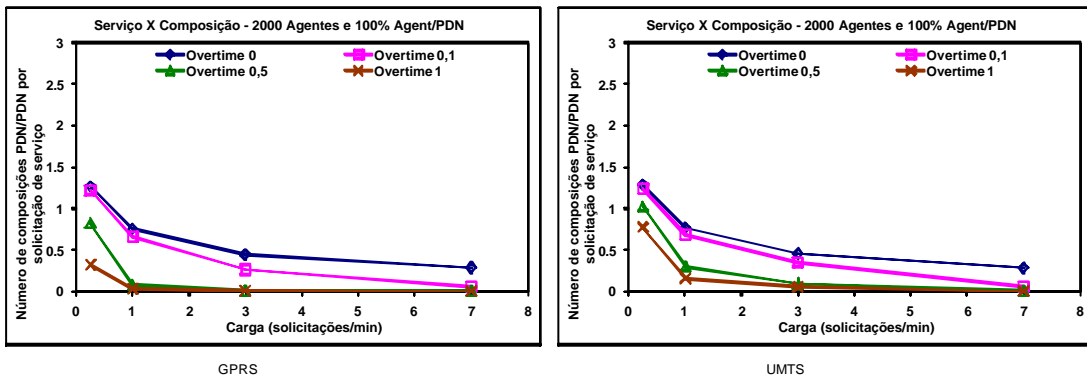 Serviço X Composição - 2000 Agentes e 100% Agent/PDN
Overtime 0
Overtime 0,1
Overtime 0,5
Overtime 1
Número de composições PDN/PDN por
solicitação de serviço
3
2.5
2
1.5
1
0.5
0
0 1 2 3 4 5 6 7 8
Carga (solicitações/min)
GPRS
Serviço X Composição - 2000 Agentes e 100% Agent/PDN
Overtime 0
Overtime 0,1
Overtime 0,5
Overtime 1
Número de composições PDN/PDN por
solicitação de serviço
3
2.5
2
1.5
1
0.5
0
0 1 2 3 4 5 6 7 8
Carga (solicitações/min)
UMTS